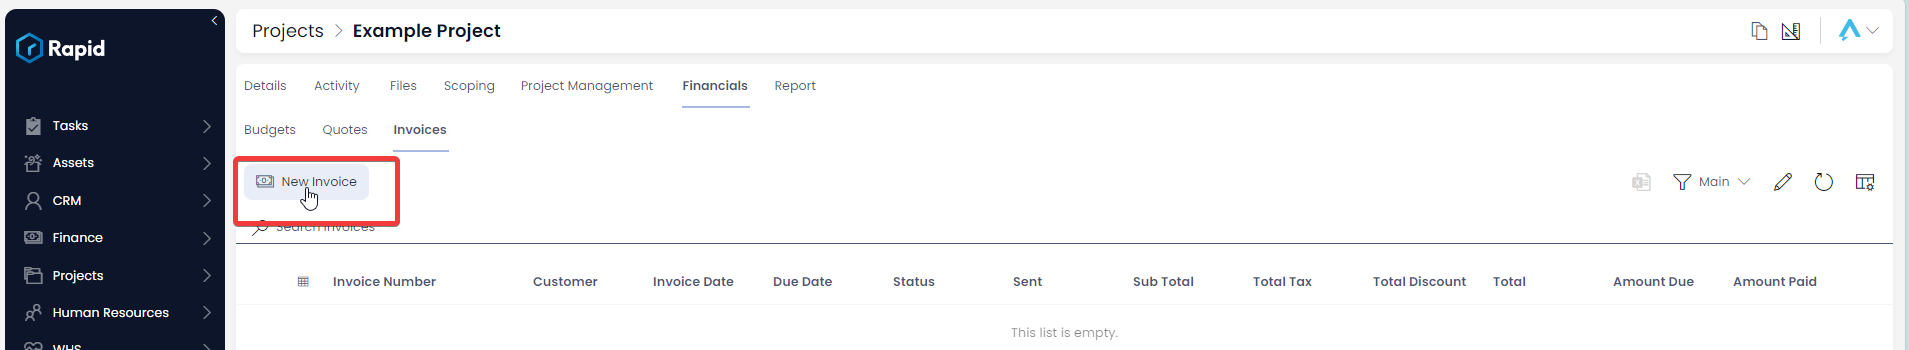 Rapid
Projects > Example Project
Details Activity Files Scoping Project Management Financials Report
Budgets Quotes Invoices
Tasks
Assets
CRM
Finance
Projects
Human Resources
WHS
New Invoice
Main
Search invoices
Invoice Number Customer Invoice Date Due Date Status Sent Sub Total Total Tax Total Discount Total Amount Due Amount Paid
This list is empty.